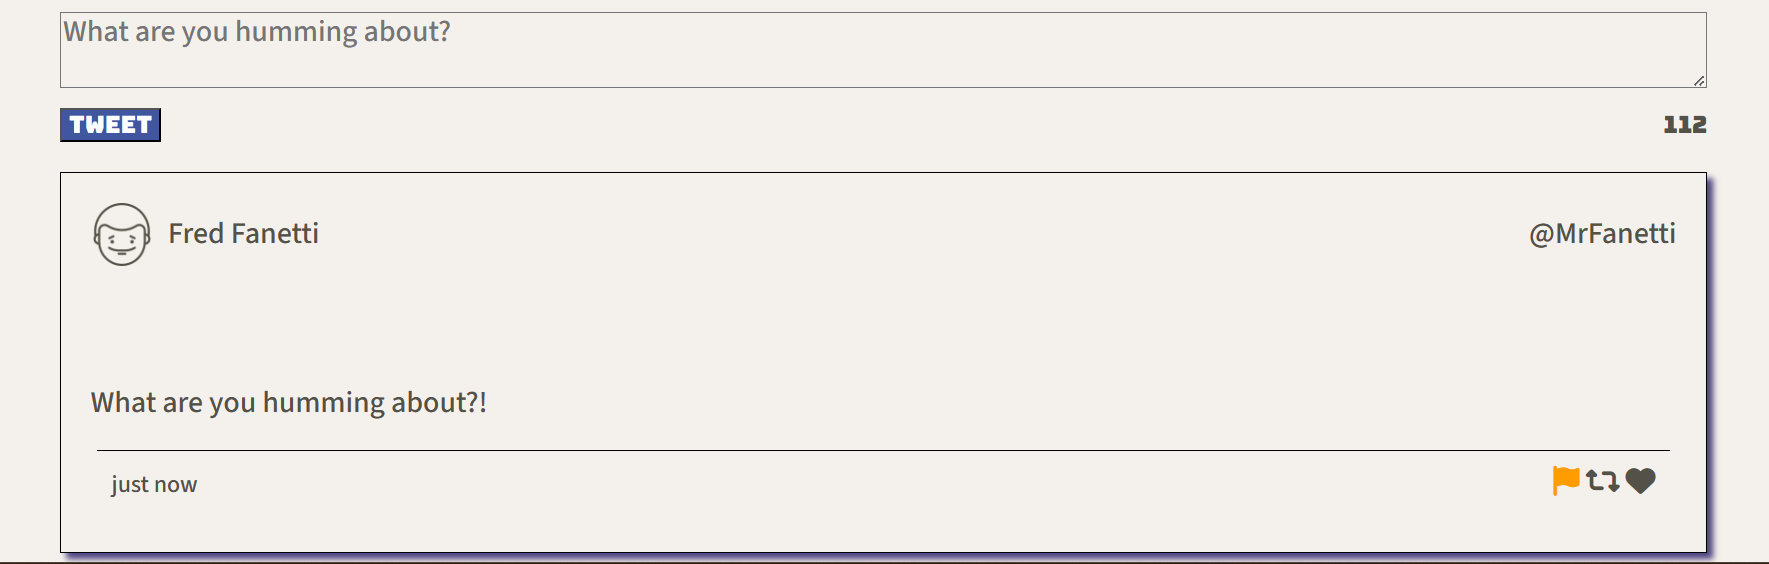 What are you humming about?
TWEET 112
Fred Fanetti @MrFanetti
What are you humming about?!
just now